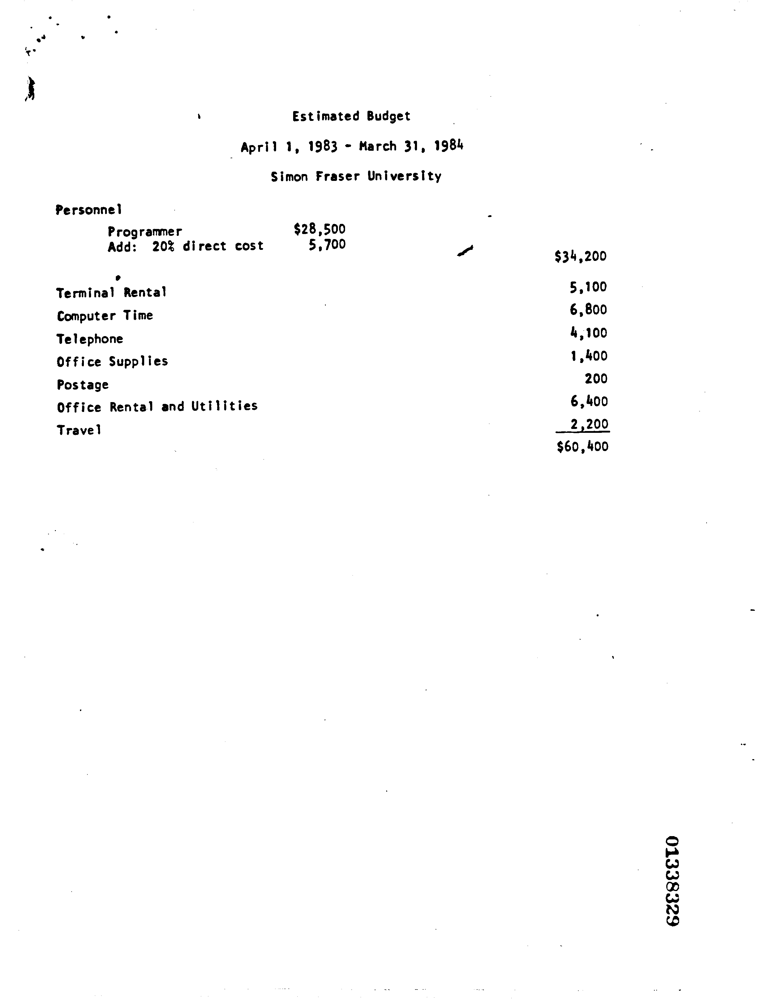 Estimated Budget
April 1, 1983 - March 31, 1984
Simon Fraser University
Personnel
Programmer $28,500
Add: 20% direct cost 5,700
$34,200
Terminal Rental 5,100
Computer Time 6,800
Telephone 4,100
Office Supplies 1,400
Postage 200
Office Rental and Utilities 6,400
Travel 2,200
$60,400
01338329